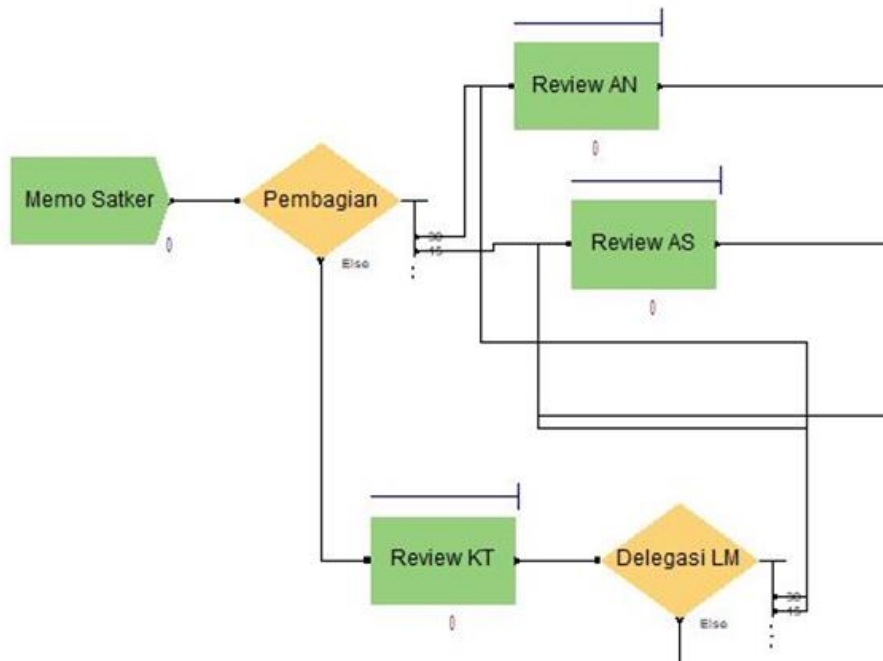 Review AN
0
Memo Satker
0
Pembagian
30
15
Else
Review AS
0
Review KT
0
Delegasi LM
30
15
Else